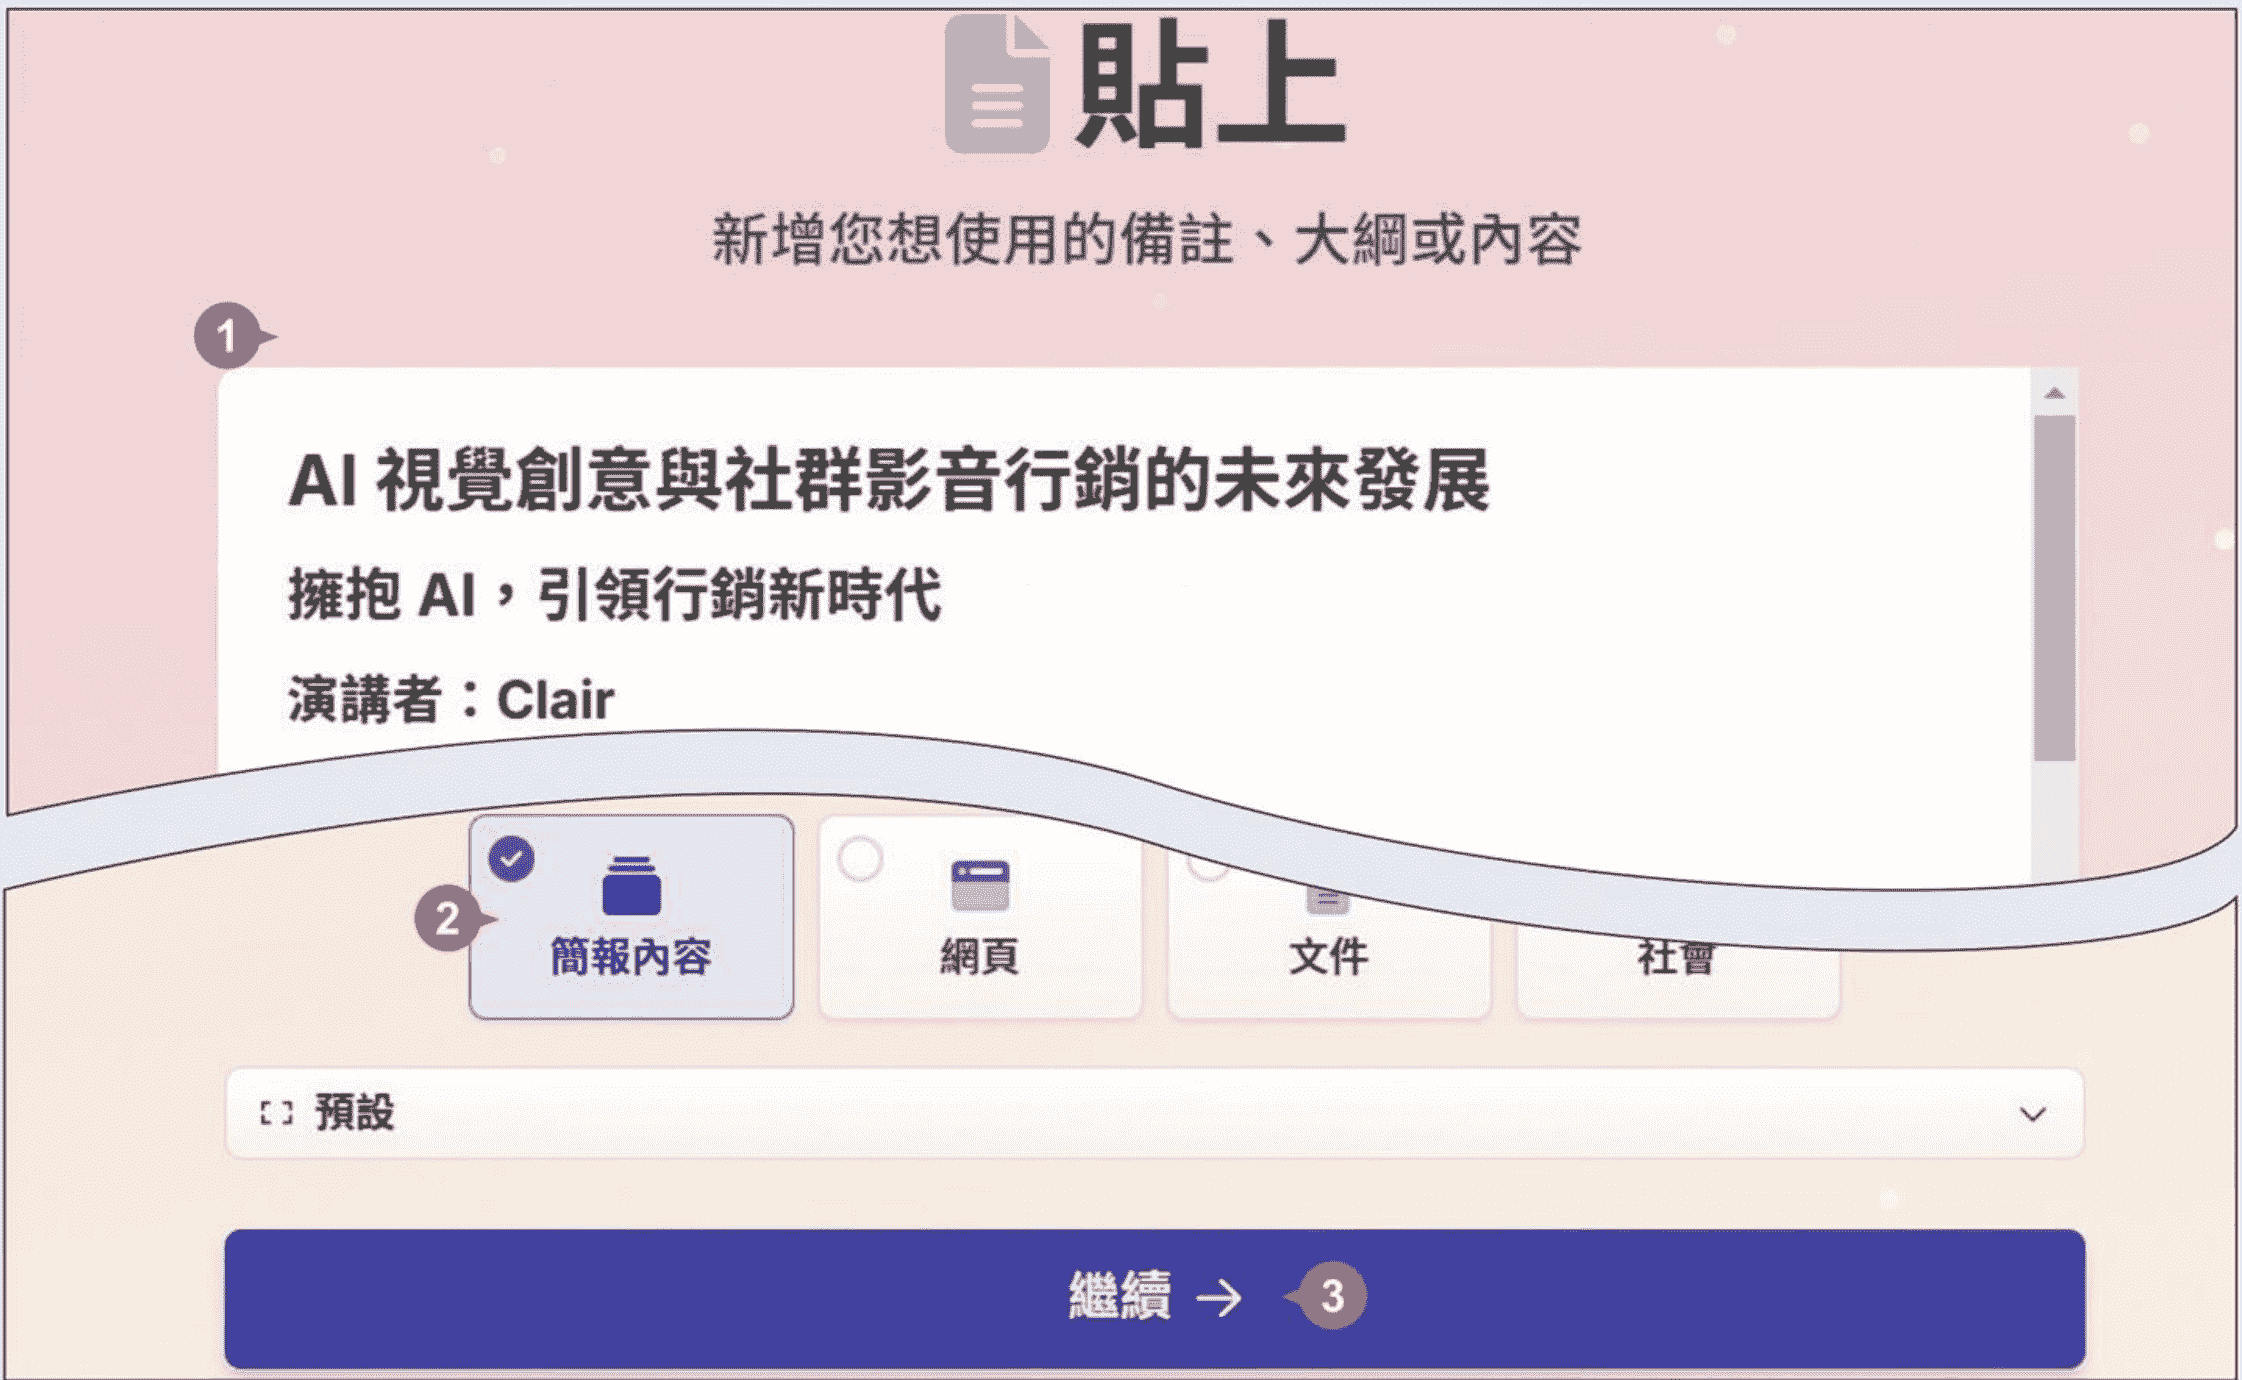 貼上
新增您想使用的備註、大綱或內容
1
AI 視覺創意與社群影音行銷的未來發展
擁抱 AI，引領行銷新時代
演講者：Clair
2
簡報內容
網頁
文件
社會
預設
繼續 → 3